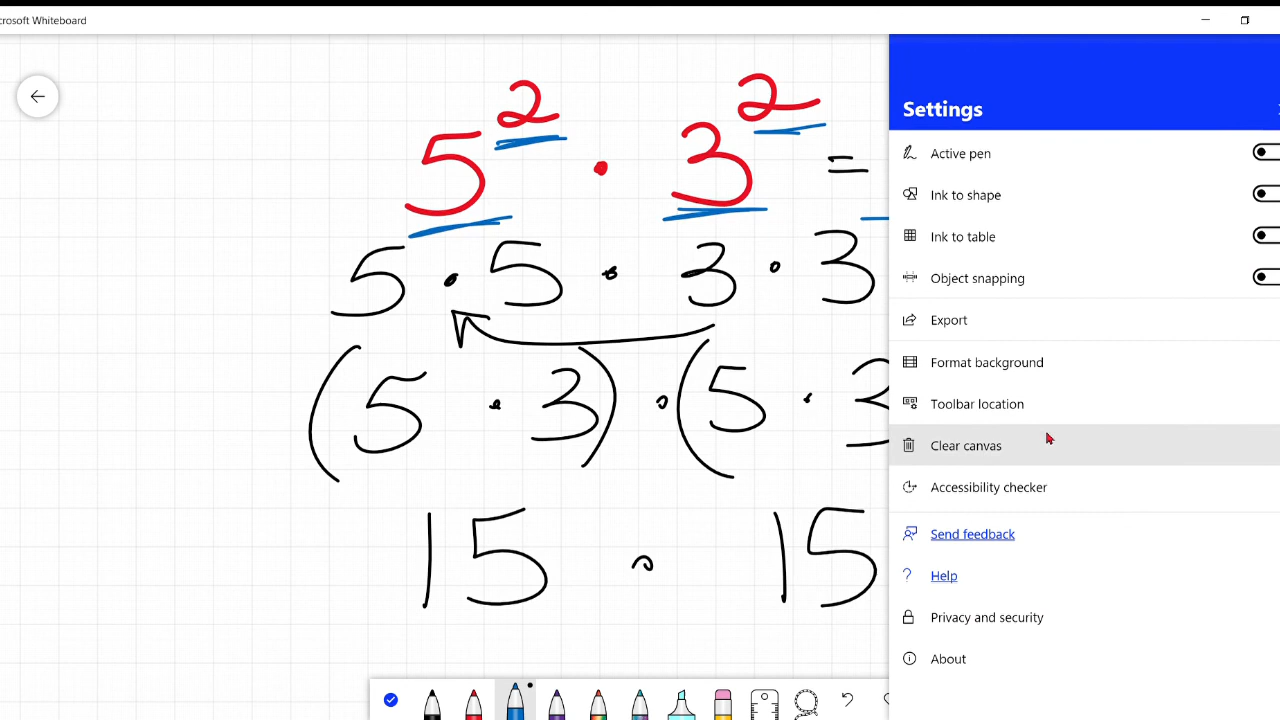 crosoft Whiteboard
Settings
5² · 3² =
5 · 5 · 3 · 3
(5 · 3) · (5 · 3
15 · 15
Active pen
Ink to shape
Ink to table
Object snapping
Export
Format background
Toolbar location
Clear canvas
Accessibility checker
Send feedback
Help
Privacy and security
About